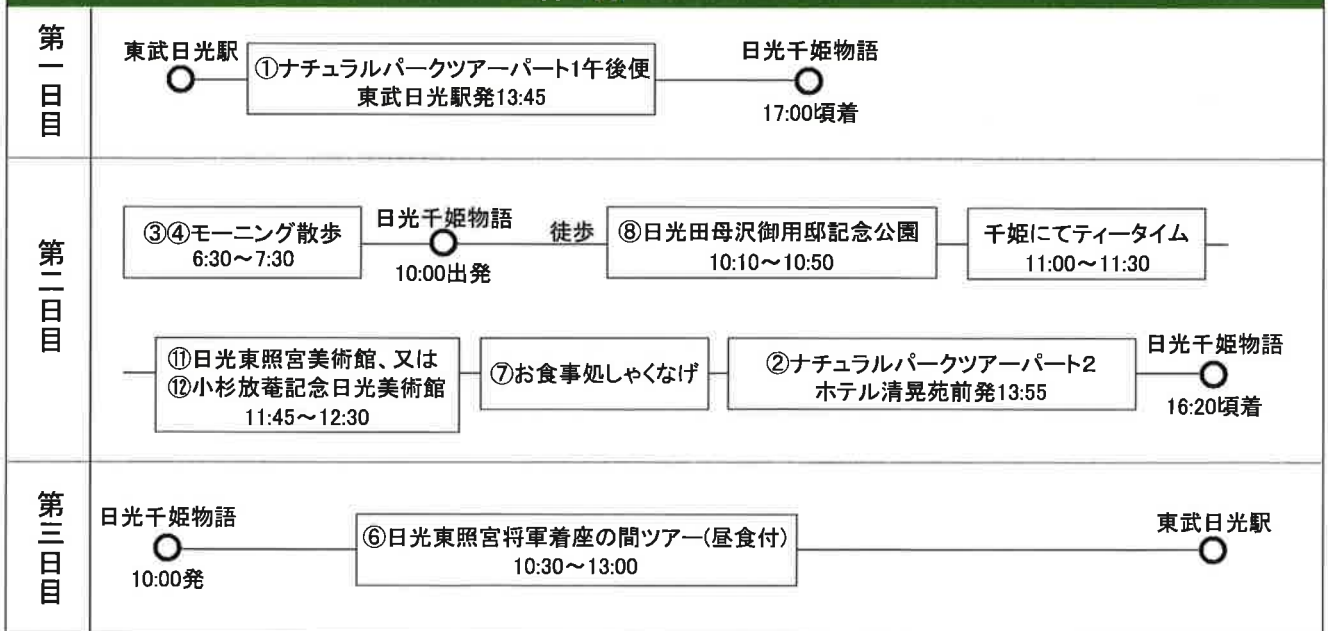 第一日目
東武日光駅
①ナチュラルパークツアーパート1午後便
東武日光駅発13:45
日光千姫物語
17:00頃着
第二日目
③④モーニング散歩
6:30～7:30
日光千姫物語
10:00出発
徒歩
⑧日光田母沢御用邸記念公園
10:10～10:50
千姫にてティータイム
11:00～11:30
⑪日光東照宮美術館、又は
⑫小杉放菴記念日光美術館
11:45～12:30
⑦お食事処しゃくなげ
②ナチュラルパークツアーパート2
ホテル清晃苑前発13:55
日光千姫物語
16:20頃着
第三日目
日光千姫物語
10:00発
⑥日光東照宮将軍着座の間ツアー(昼食付)
10:30～13:00
東武日光駅